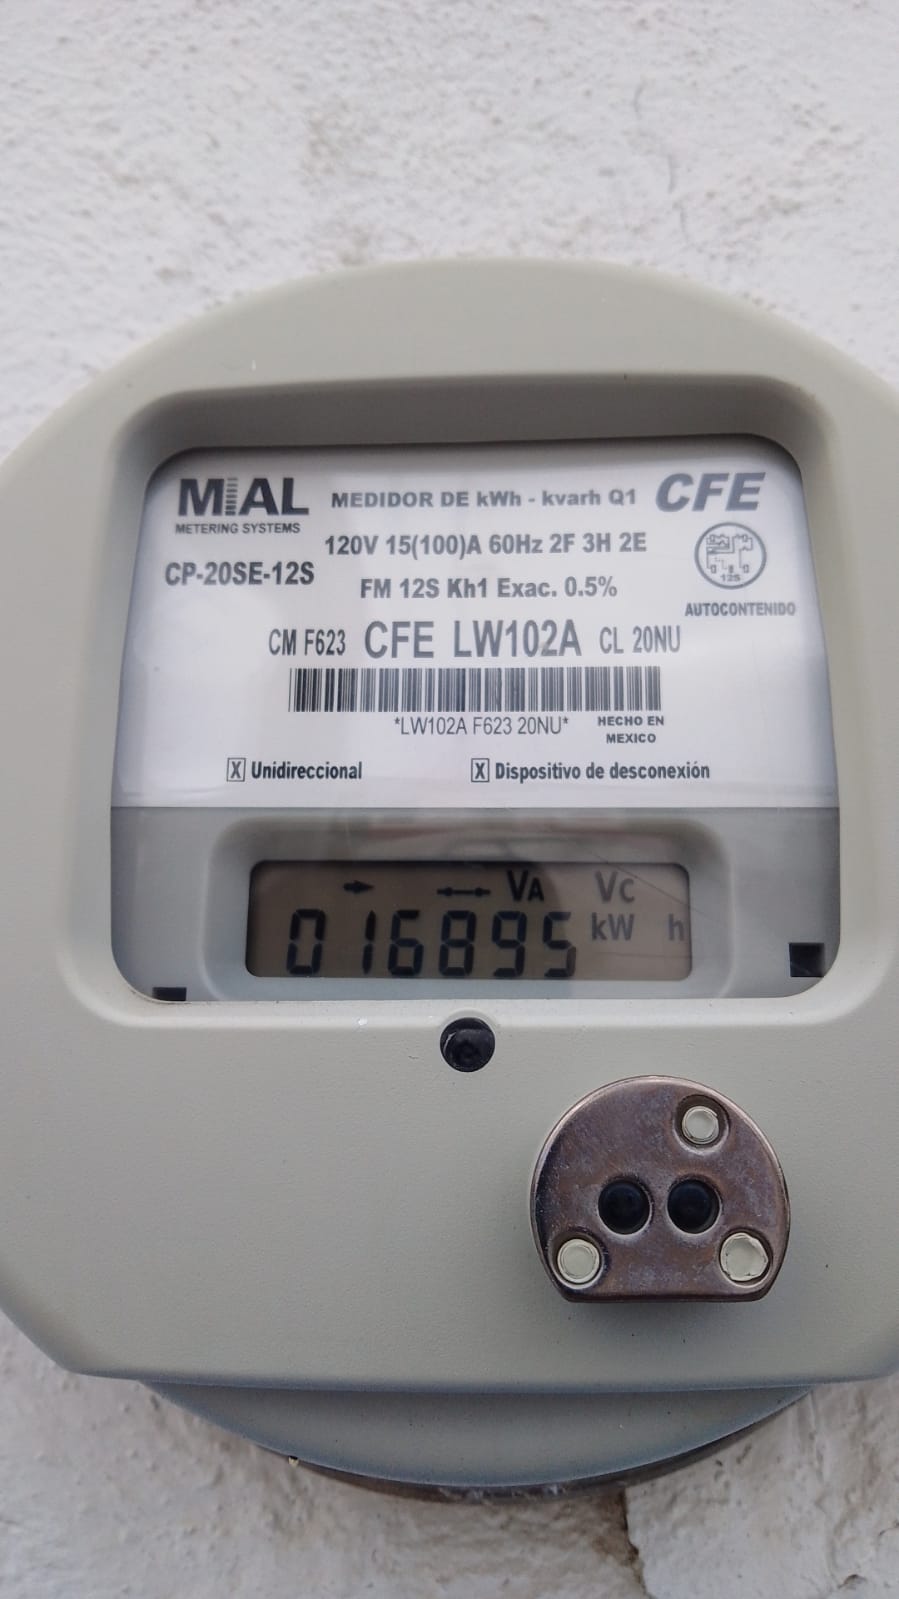 MIAL
METERING SYSTEMS
MEDIDOR DE kWh - kvarh Q1
CFE
120V 15(100)A 60Hz 2F 3H 2E
CP-20SE-12S
FM 12S Kh1 Exac. 0.5%
12S
AUTOCONTENIDO
CM F623 CFE LW102A CL 20NU
*LW102A F623 20NU*
HECHO EN
MEXICO
X Unidireccional
X Dispositivo de desconexión
VA VC
016895 kW h